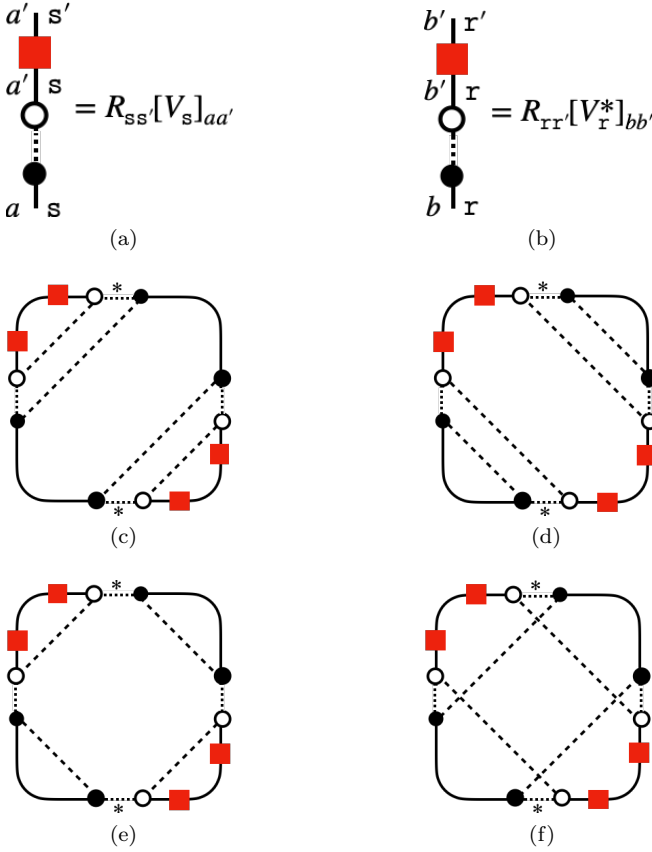 a′ s′
a′ s
= R_{ss′}[V_s]_{aa′}
a s
(a)
b′ r′
b′ r
= R_{rr′}[V_r^*]_{bb′}
b r
(b)
*
*
(c)
*
*
(d)
*
*
(e)
*
*
(f)